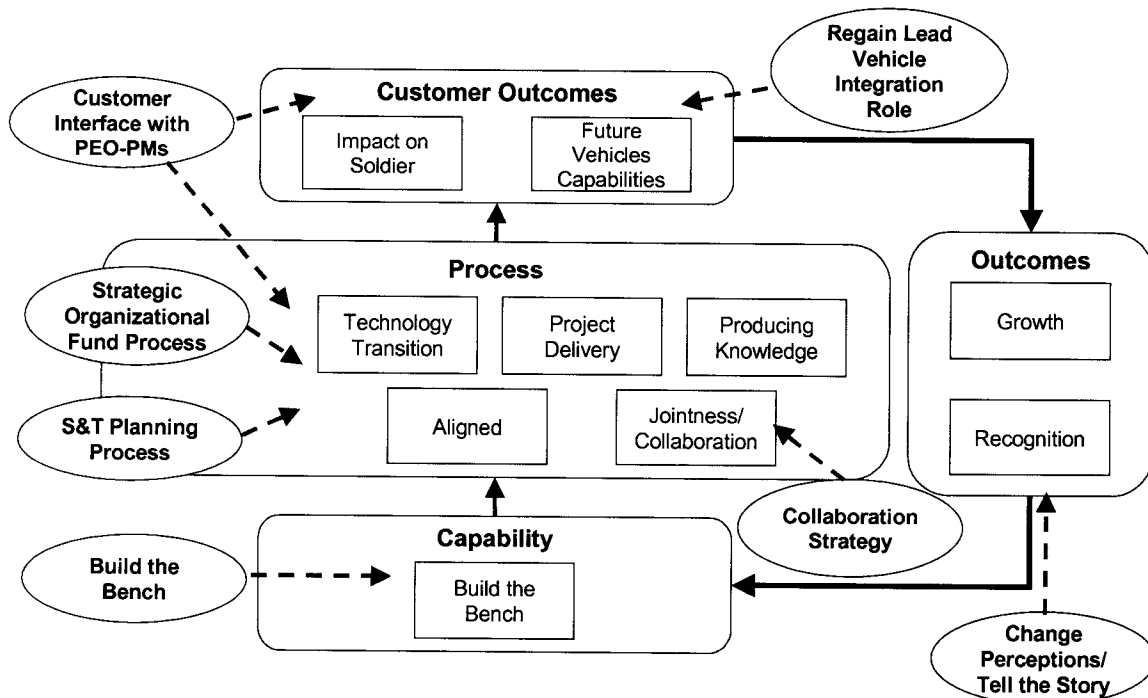 Regain Lead
Vehicle
Integration
Role
Customer
Interface with
PEO-PMs
Customer Outcomes
Impact on
Soldier
Future
Vehicles
Capabilities
Process
Strategic
Organizational
Fund Process
Technology
Transition
Project
Delivery
Producing
Knowledge
Outcomes
Growth
Recognition
S&T Planning
Process
Aligned
Jointness/
Collaboration
Collaboration
Strategy
Capability
Build the
Bench
Build the
Bench
Change
Perceptions/
Tell the Story